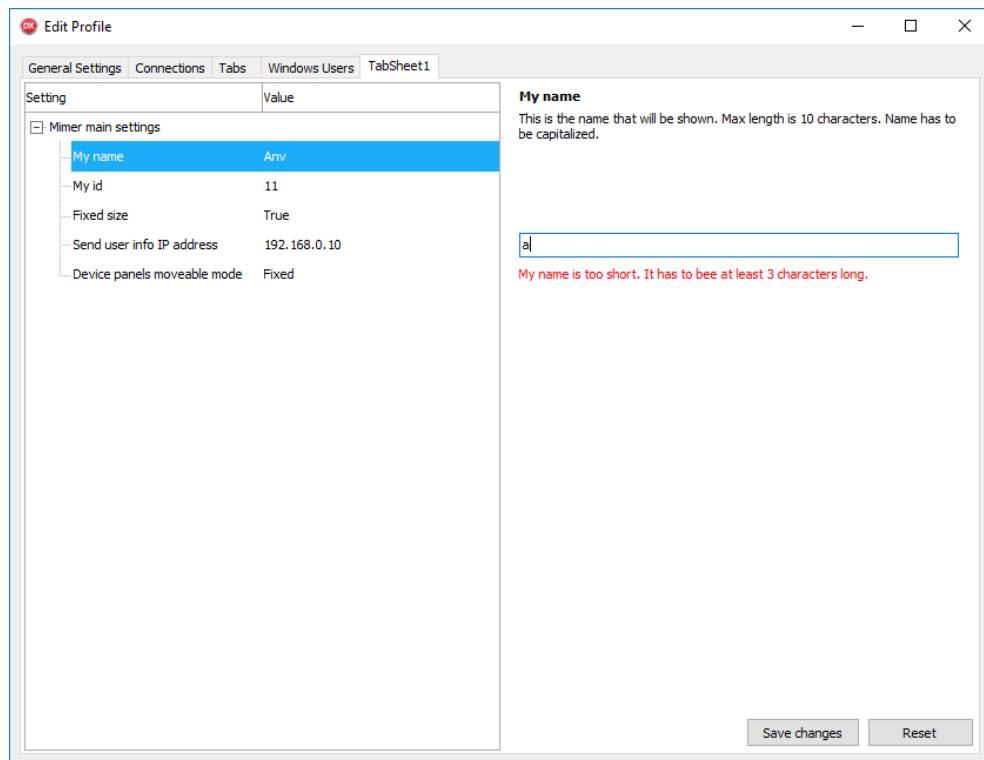 DX Edit Profile
General Settings Connections Tabs Windows Users TabSheet1
Setting Value
Mimer main settings
My name Anv
My id 11
Fixed size True
Send user info IP address 192.168.0.10
Device panels moveable mode Fixed
My name
This is the name that will be shown. Max length is 10 characters. Name has to
be capitalized.
a
My name is too short. It has to bee at least 3 characters long.
Save changes Reset